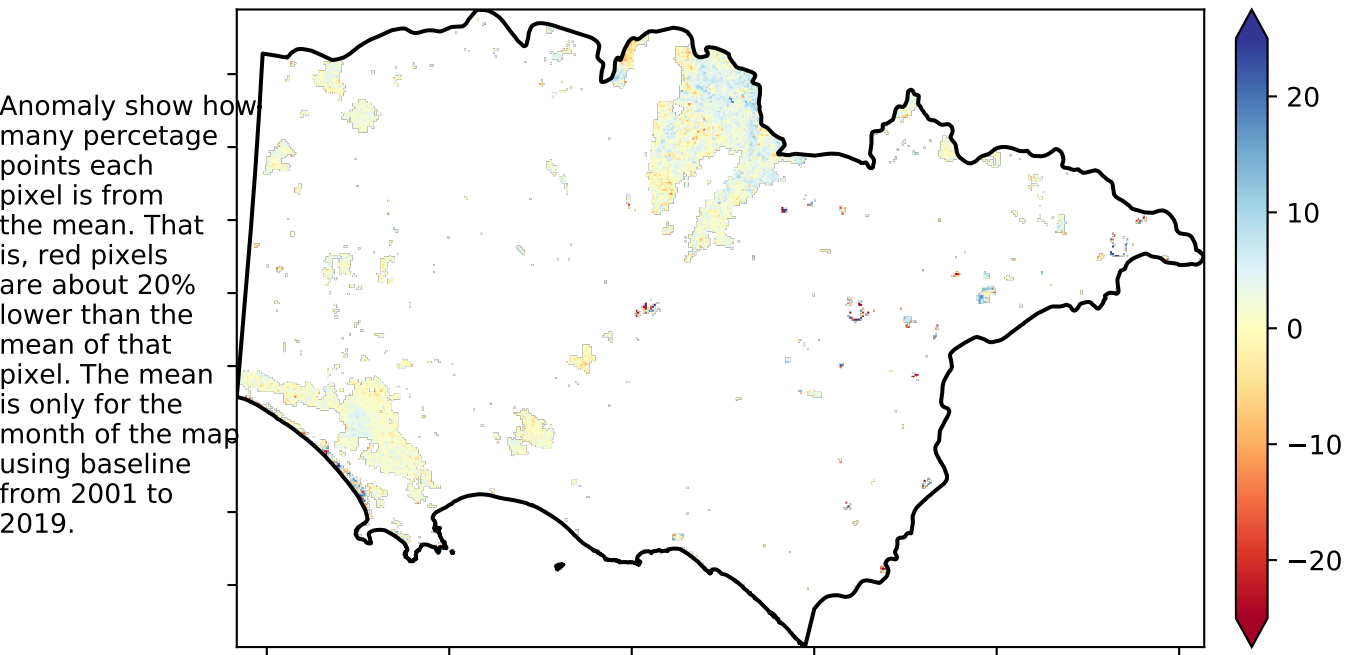 Anomaly show how
many percetage
points each
pixel is from
the mean. That
is, red pixels
are about 20%
lower than the
mean of that
pixel. The mean
is only for the
month of the map
using baseline
from 2001 to
2019.
20
10
0
−10
−20